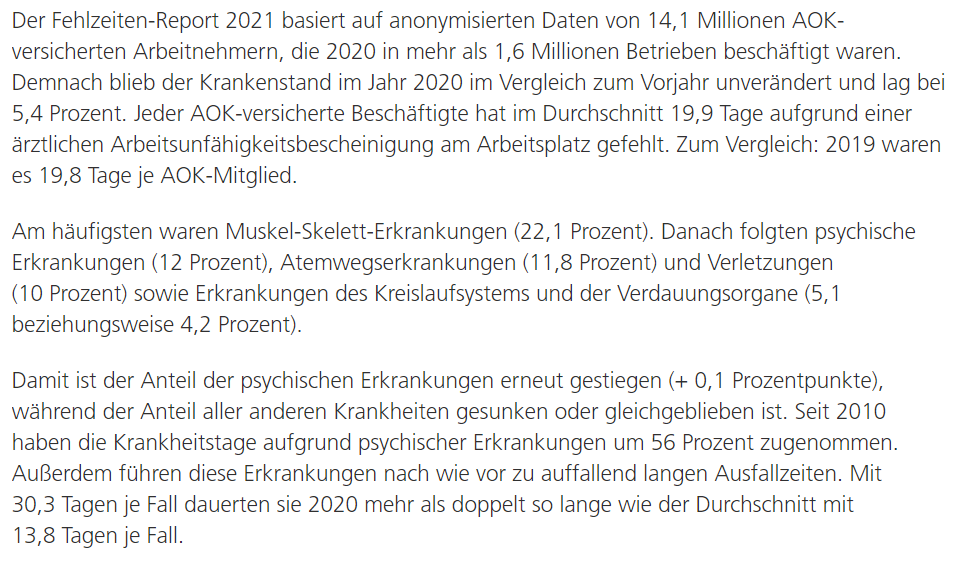 Der Fehlzeiten-Report 2021 basiert auf anonymisierten Daten von 14,1 Millionen AOK-
versicherten Arbeitnehmern, die 2020 in mehr als 1,6 Millionen Betrieben beschäftigt waren.
Demnach blieb der Krankenstand im Jahr 2020 im Vergleich zum Vorjahr unverändert und lag bei
5,4 Prozent. Jeder AOK-versicherte Beschäftigte hat im Durchschnitt 19,9 Tage aufgrund einer
ärztlichen Arbeitsunfähigkeitsbescheinigung am Arbeitsplatz gefehlt. Zum Vergleich: 2019 waren
es 19,8 Tage je AOK-Mitglied.
Am häufigsten waren Muskel-Skelett-Erkrankungen (22,1 Prozent). Danach folgten psychische
Erkrankungen (12 Prozent), Atemwegserkrankungen (11,8 Prozent) und Verletzungen
(10 Prozent) sowie Erkrankungen des Kreislaufsystems und der Verdauungsorgane (5,1
beziehungsweise 4,2 Prozent).
Damit ist der Anteil der psychischen Erkrankungen erneut gestiegen (+ 0,1 Prozentpunkte),
während der Anteil aller anderen Krankheiten gesunken oder gleichgeblieben ist. Seit 2010
haben die Krankheitstage aufgrund psychischer Erkrankungen um 56 Prozent zugenommen.
Außerdem führen diese Erkrankungen nach wie vor zu auffallend langen Ausfallzeiten. Mit
30,3 Tagen je Fall dauerten sie 2020 mehr als doppelt so lange wie der Durchschnitt mit
13,8 Tagen je Fall.